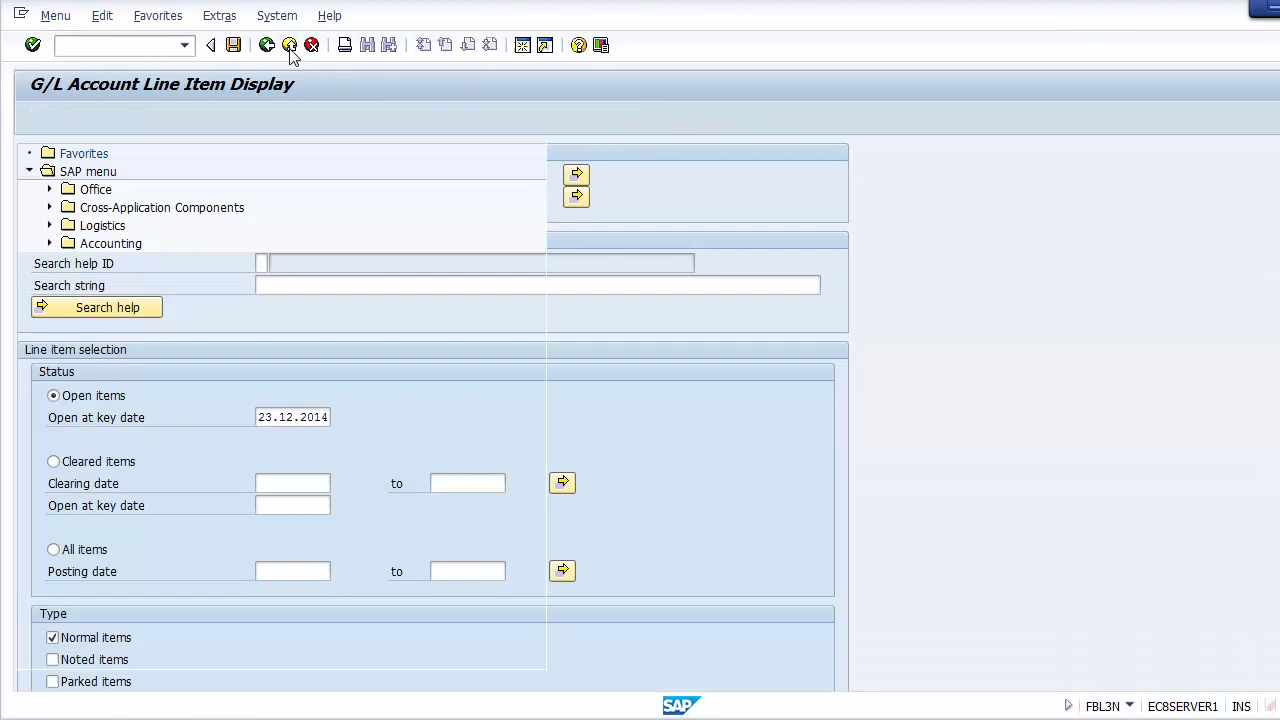 Menu Edit Favorites Extras System Help
G/L Account Line Item Display
Favorites
SAP menu
Office
Cross-Application Components
Logistics
Accounting
Search help ID
Search string
Search help
Line item selection
Status
Open items
Open at key date 23.12.2014
Cleared items
Clearing date to
Open at key date
All items
Posting date to
Type
Normal items
Noted items
Parked items
SAP FBL3N EC8SERVER1 INS